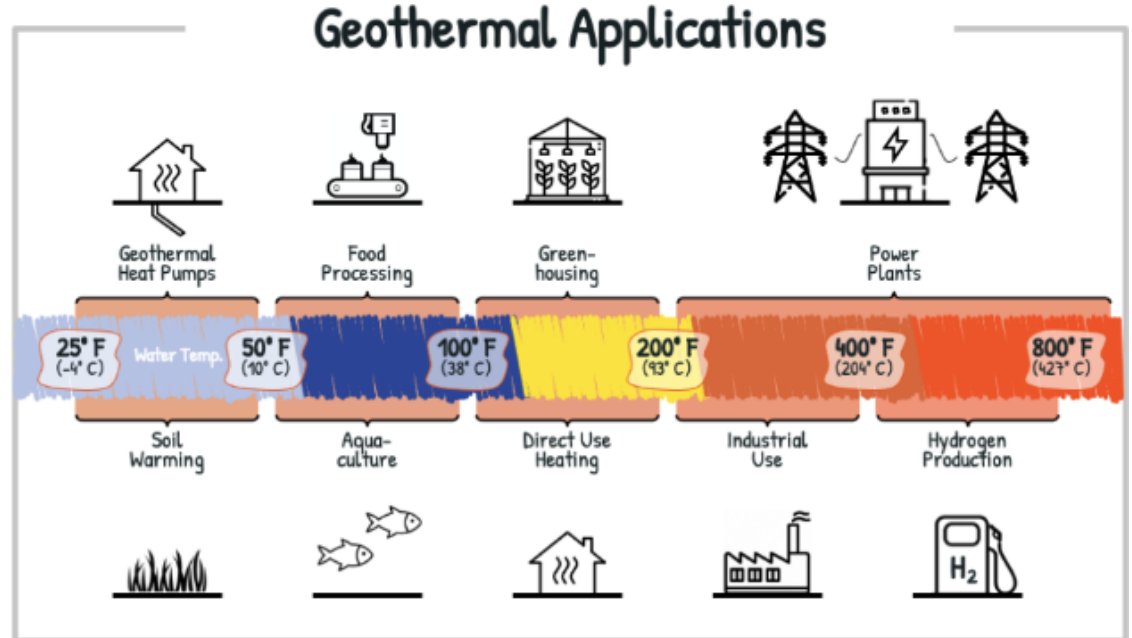 Geothermal Applications
Geothermal
Heat Pumps
Food
Processing
Green-
housing
Power
Plants
25° F
(-4° C)
Water Temp.
50° F
(10° C)
100° F
(38° C)
200° F
(93° C)
400° F
(204° C)
800° F
(427° C)
Soil
Warming
Aqua-
culture
Direct Use
Heating
Industrial
Use
Hydrogen
Production
H₂